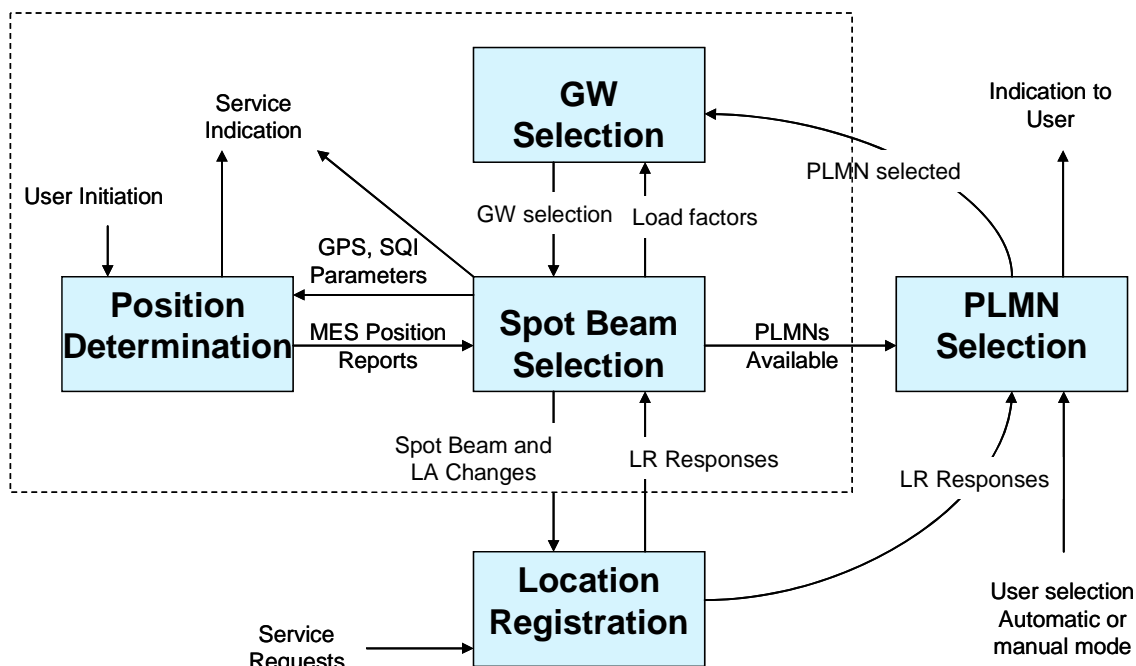 GW
Selection
Service
Indication
Indication to
User
PLMN selected
User Initiation
GW selection
Load factors
GPS, SQI
Parameters
Position
Determination
MES Position
Reports
Spot Beam
Selection
PLMNs
Available
PLMN
Selection
Spot Beam and
LA Changes
LR Responses
LR Responses
Location
Registration
User selection
Automatic or
manual mode
Service
Requests